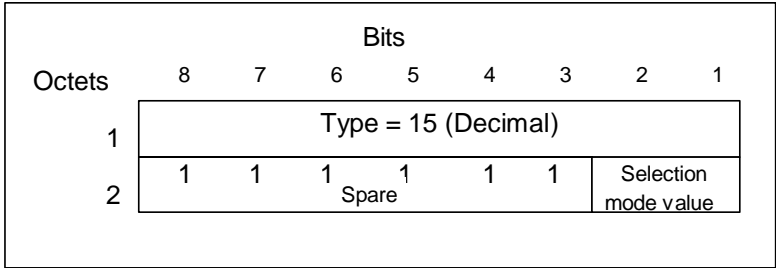 Bits
Octets 8 7 6 5 4 3 2 1
1 Type = 15 (Decimal)
1 1 1 1 1 1 Selection
2 Spare mode value